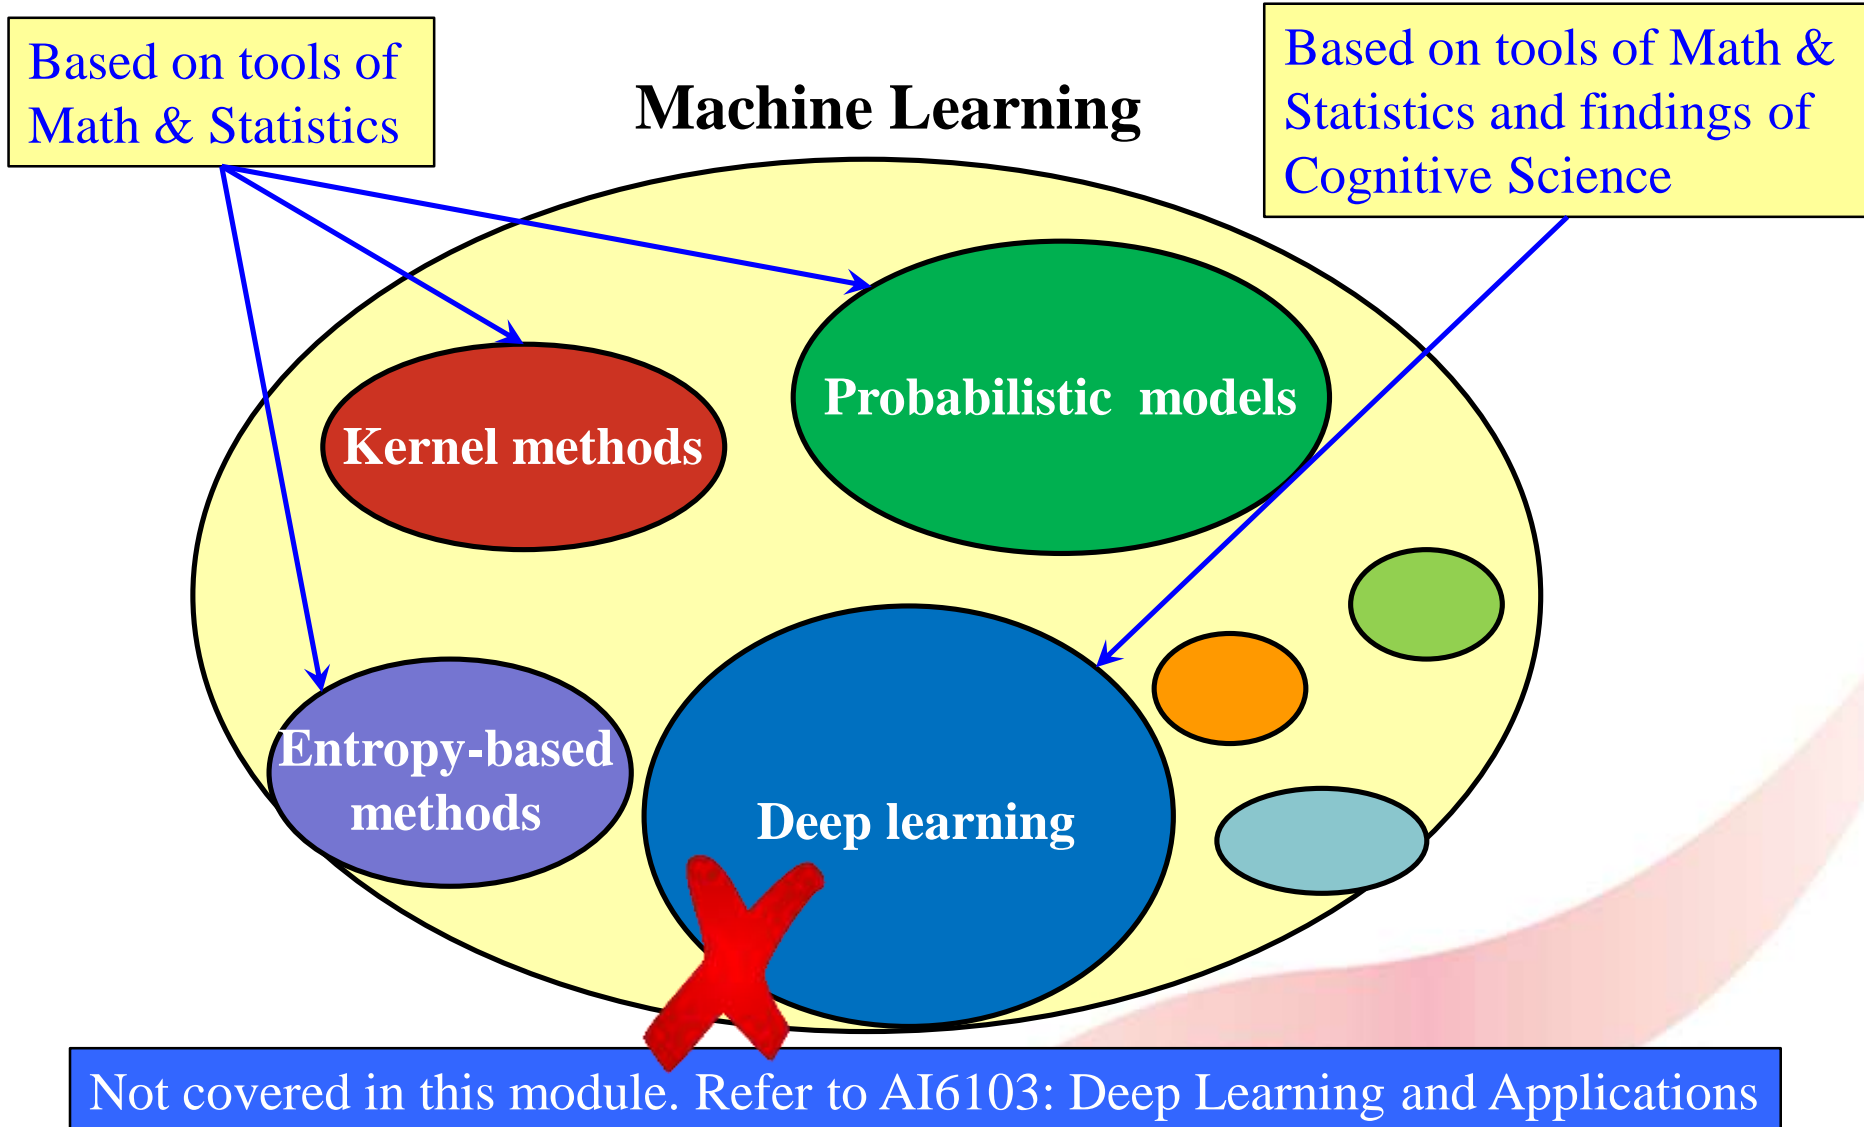 Based on tools of
Math & Statistics
Machine Learning
Based on tools of Math &
Statistics and findings of
Cognitive Science
Probabilistic models
Kernel methods
Entropy-based
methods
Deep learning
Not covered in this module. Refer to AI6103: Deep Learning and Applications